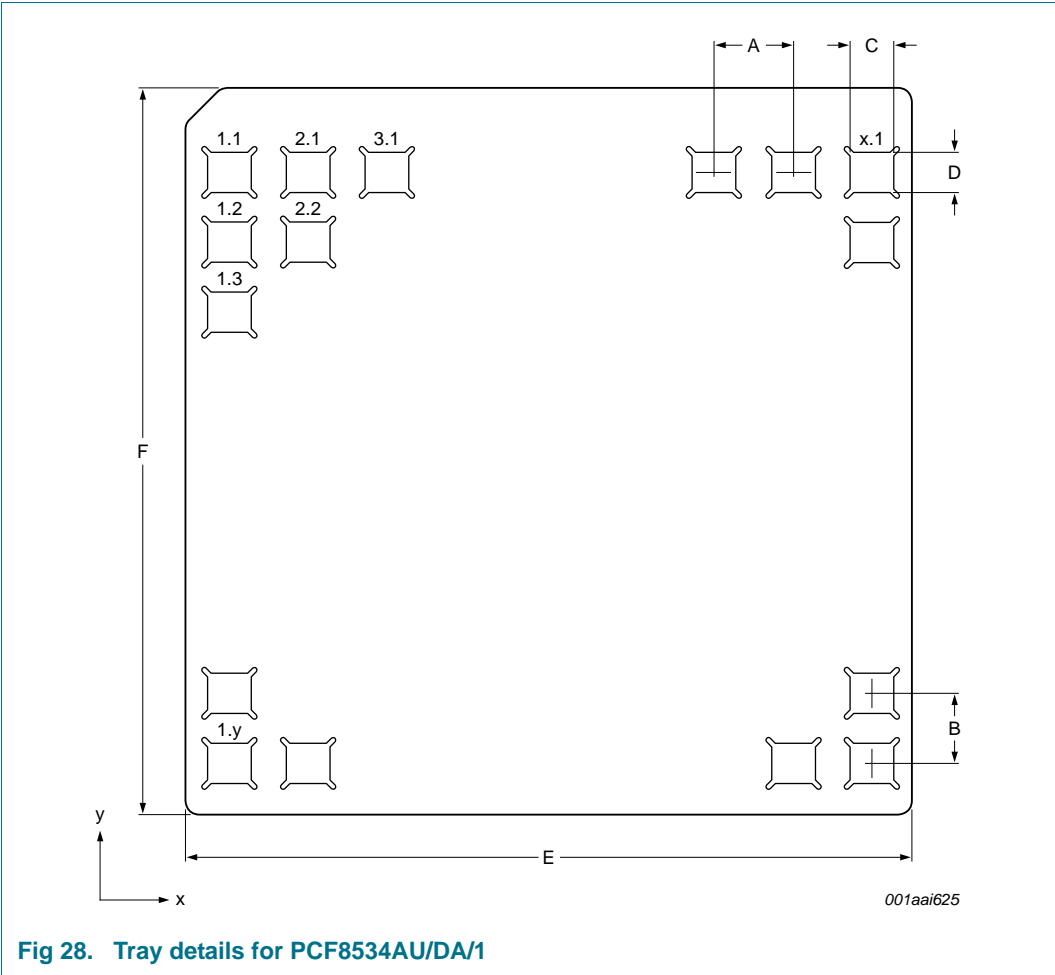 A
C
1.1 2.1 3.1 x.1
D
1.2 2.2
1.3
F
B
1.y
y
E
x
001aai625
Fig 28. Tray details for PCF8534AU/DA/1